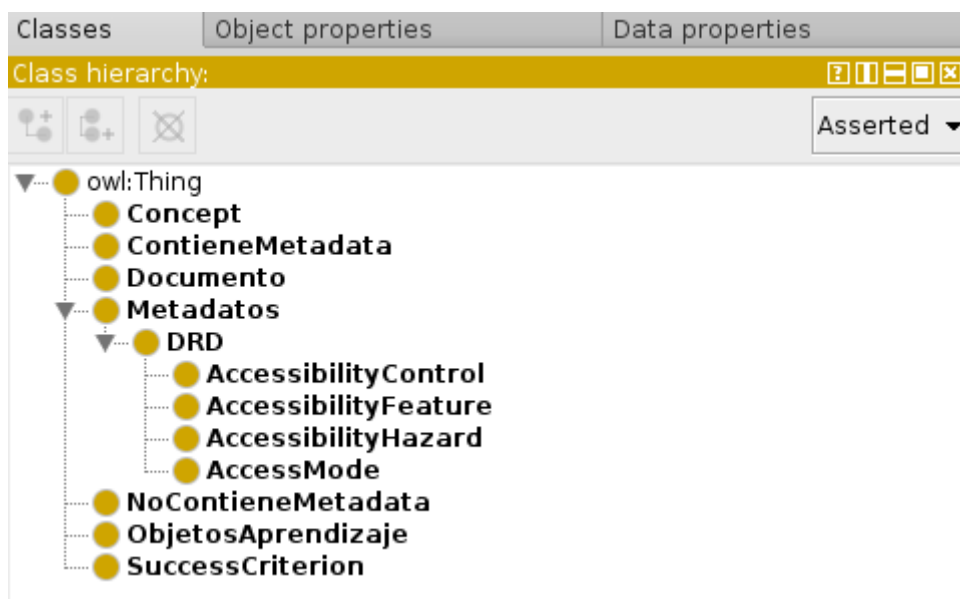 Classes Object properties Data properties
Class hierarchy:
Asserted
owl:Thing
Concept
ContieneMetadata
Documento
Metadatos
DRD
AccessibilityControl
AccessibilityFeature
AccessibilityHazard
AccessMode
NoContieneMetadata
ObjetosAprendizaje
SuccessCriterion